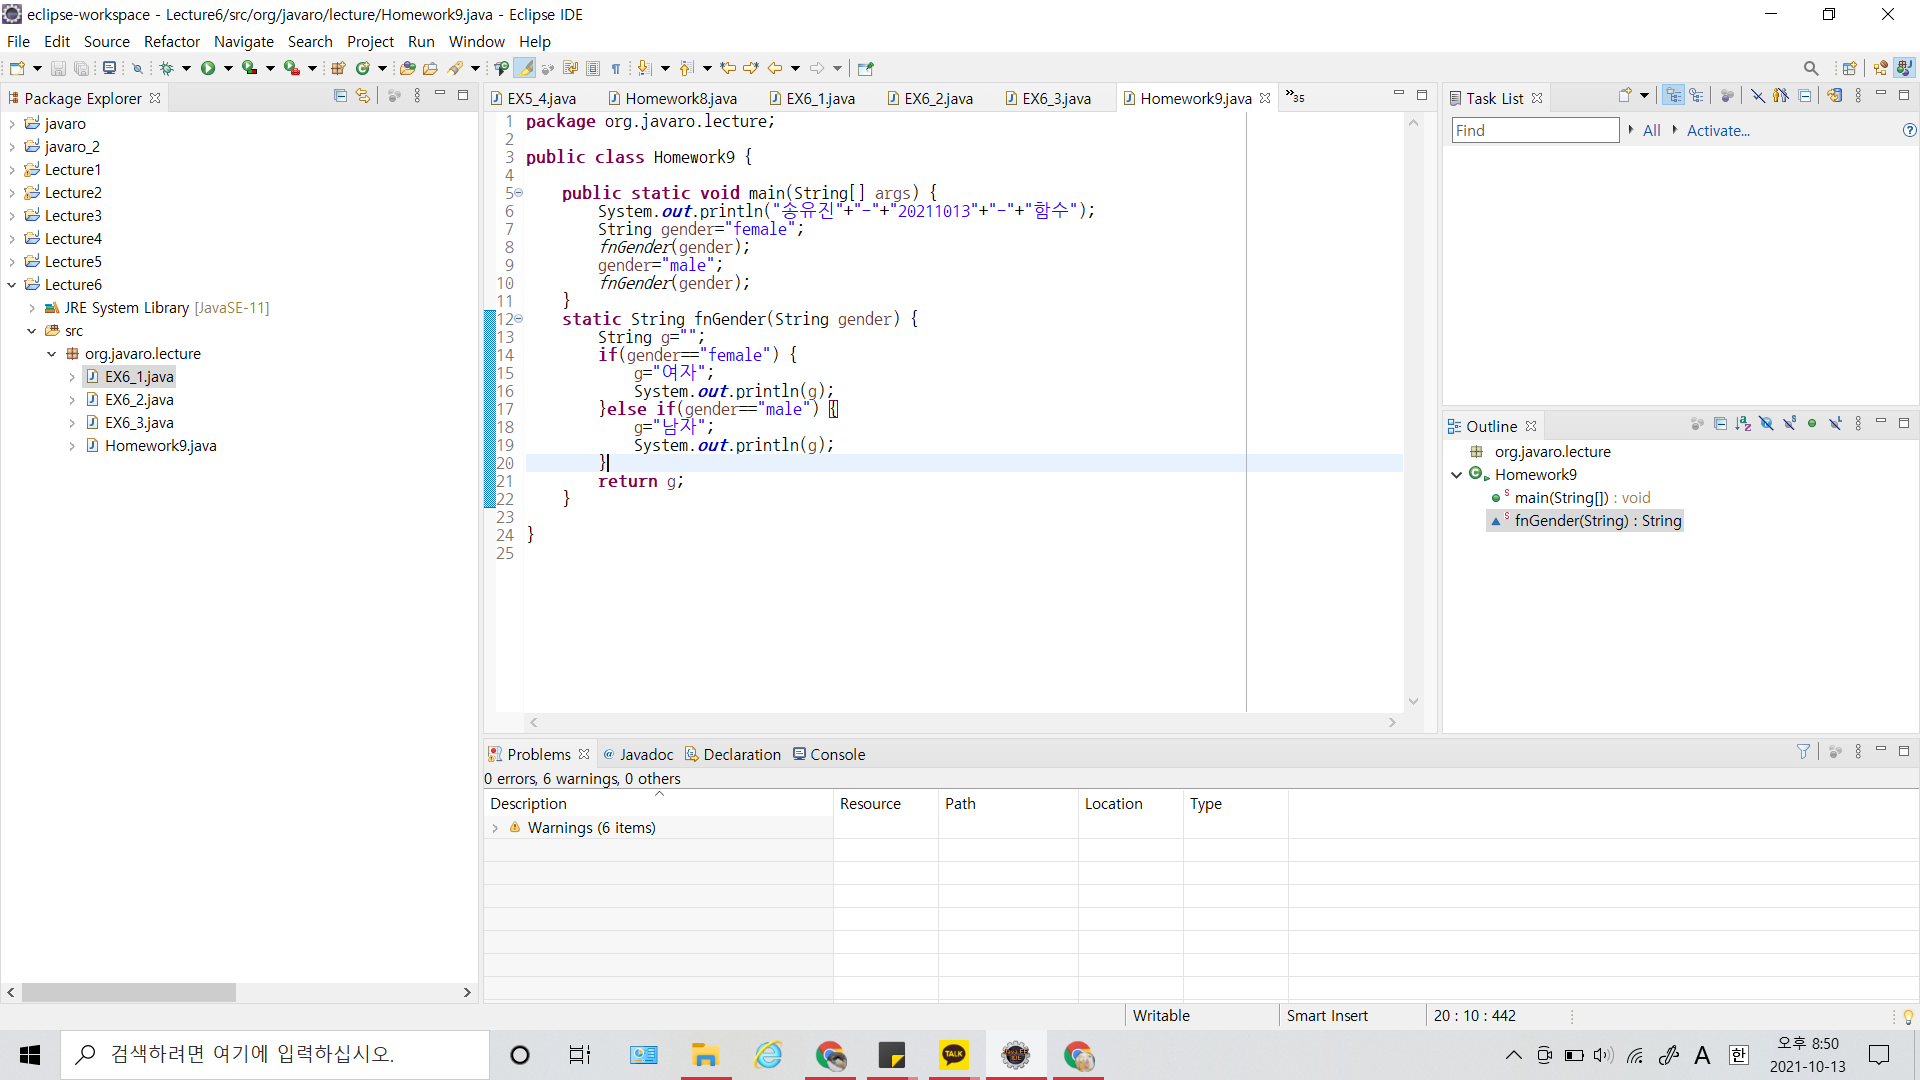 eclipse-workspace - Lecture6/src/org/javaro/lecture/Homework9.java - Eclipse IDE
File Edit Source Refactor Navigate Search Project Run Window Help
Package Explorer
javaro
javaro_2
Lecture1
Lecture2
Lecture3
Lecture4
Lecture5
Lecture6
JRE System Library [JavaSE-11]
src
org.javaro.lecture
EX6_1.java
EX6_2.java
EX6_3.java
Homework9.java
EX5_4.java Homework8.java EX6_1.java EX6_2.java EX6_3.java Homework9.java »35
1 package org.javaro.lecture;
2
3 public class Homework9 {
4
5 public static void main(String[] args) {
6 System.out.println("송유진"+"-"+"20211013"+"-"+"함수");
7 String gender="female";
8 fnGender(gender);
9 gender="male";
10 fnGender(gender);
11 }
12 static String fnGender(String gender) {
13 String g="";
14 if(gender=="female") {
15 g="여자";
16 System.out.println(g);
17 }else if(gender=="male") {
18 g="남자";
19 System.out.println(g);
20 }
21 return g;
22 }
23
24 }
25
Task List
Find All Activate...
Outline
org.javaro.lecture
Homework9
main(String[]) : void
fnGender(String) : String
Problems Javadoc Declaration Console
0 errors, 6 warnings, 0 others
Description Resource Path Location Type
Warnings (6 items)
Writable Smart Insert 20 : 10 : 442
검색하려면 여기에 입력하십시오.
TALK
A 한
오후 8:50
2021-10-13